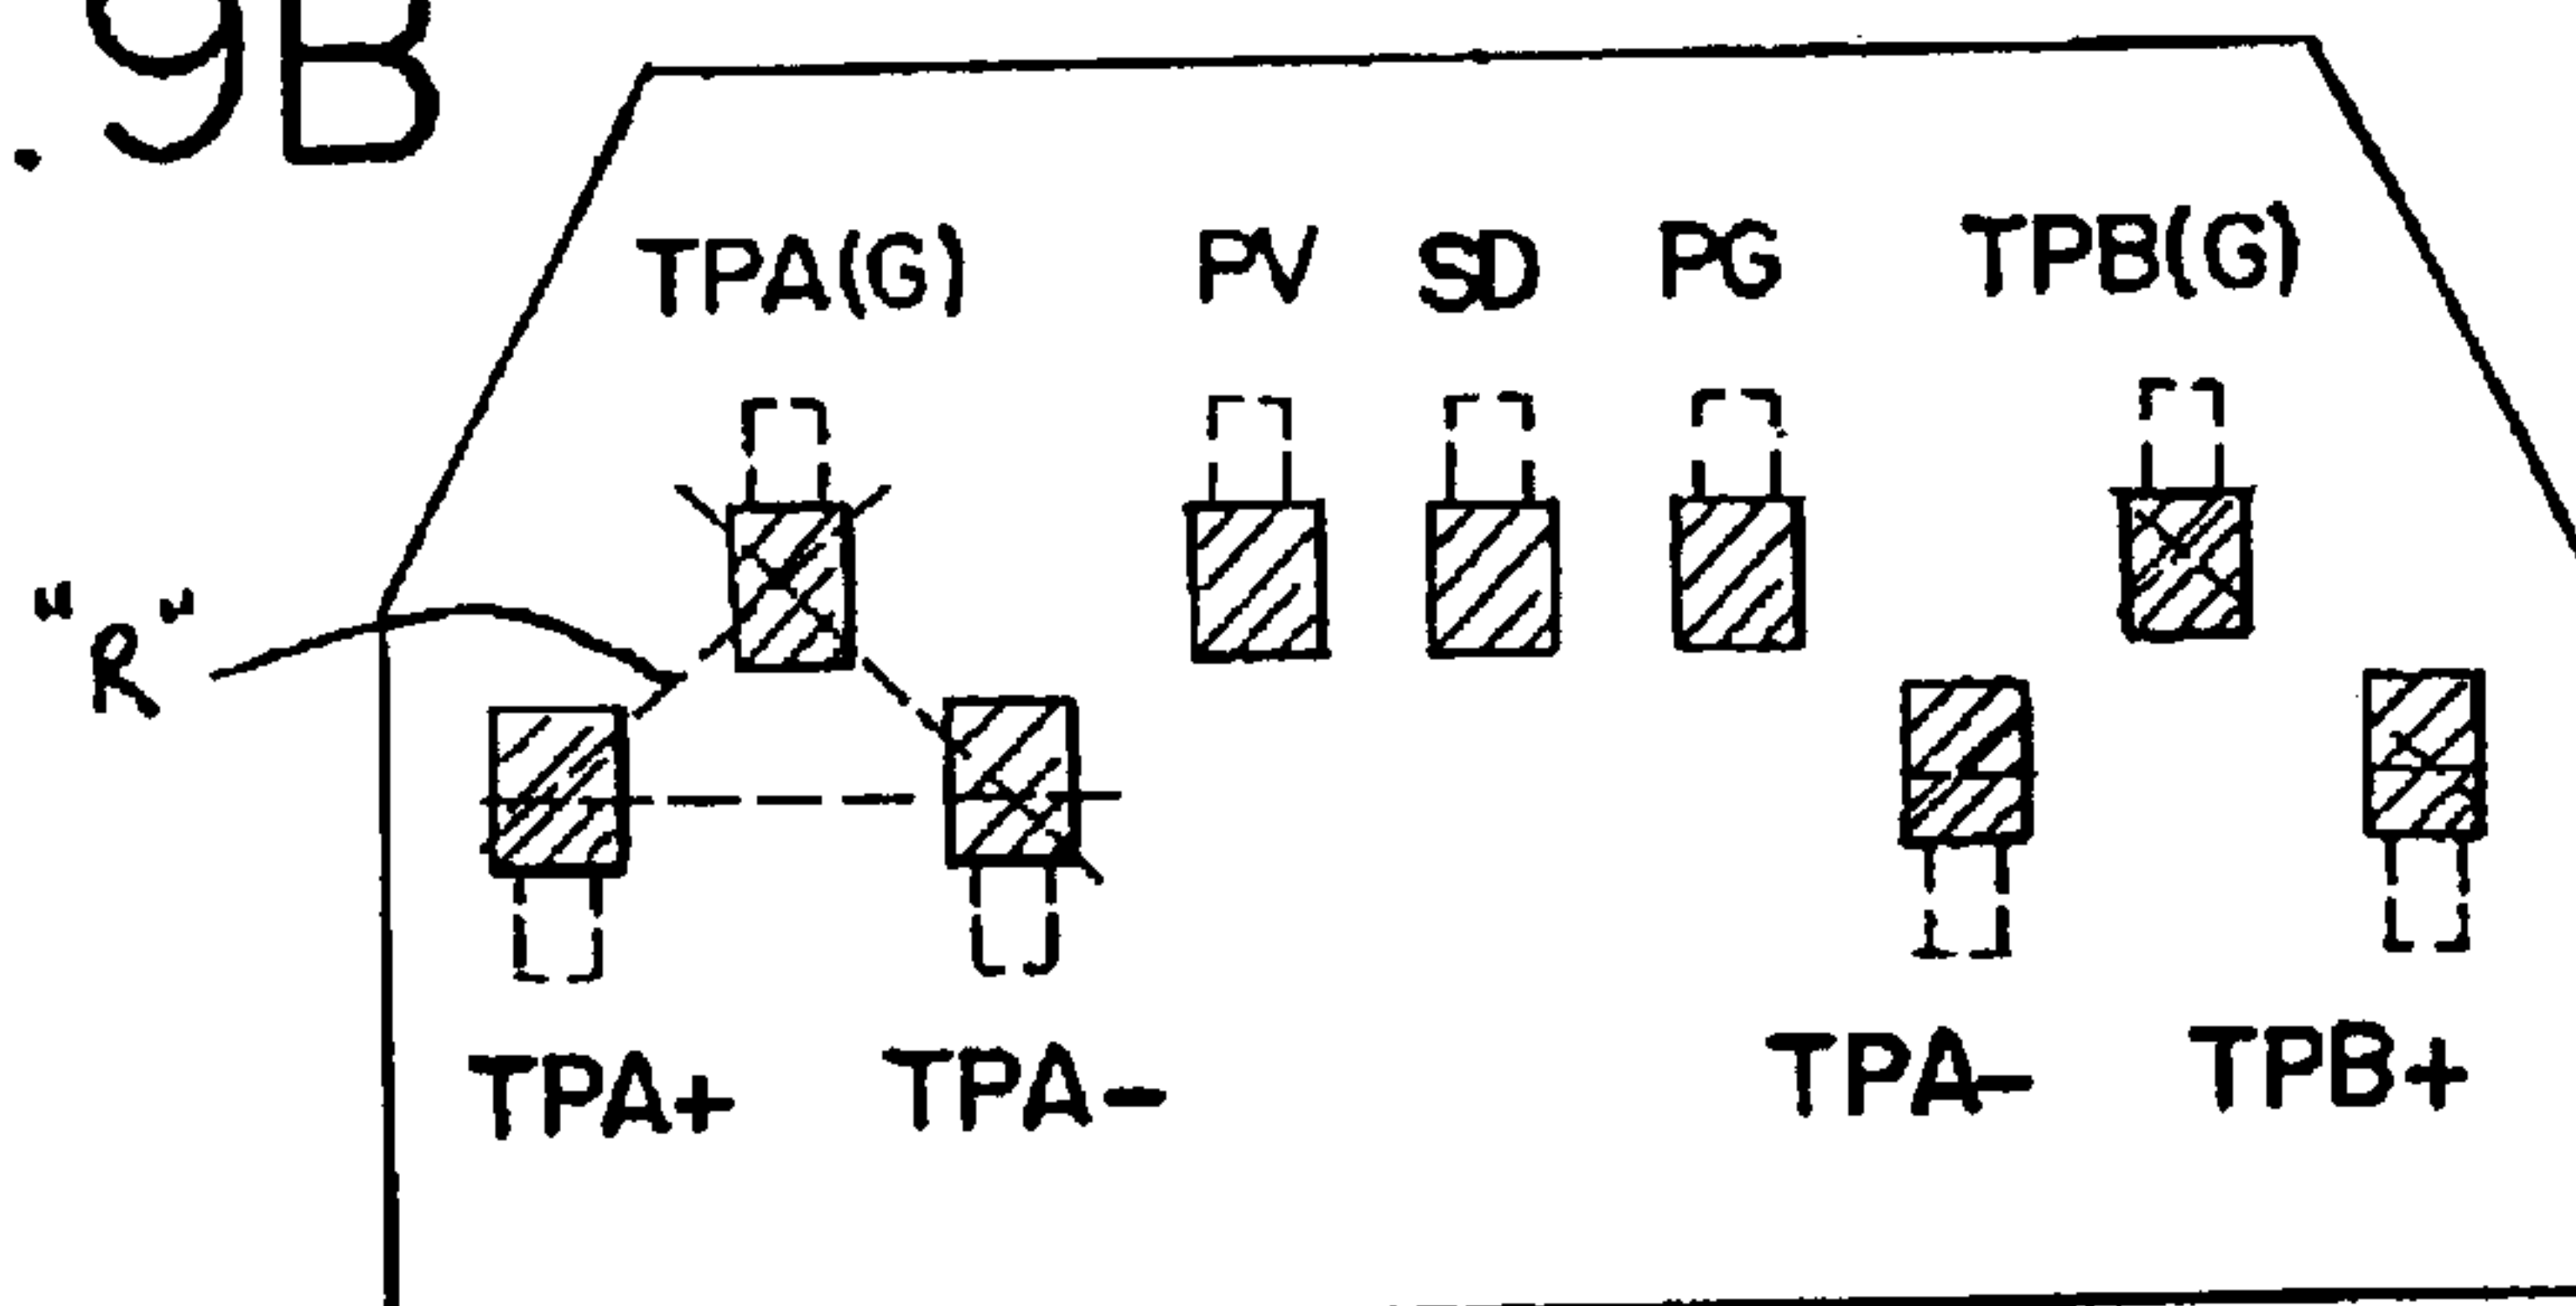 . 9B
TPA(G) PV SD PG TPB(G)
"R"
TPA+ TPA- TPA- TPB+